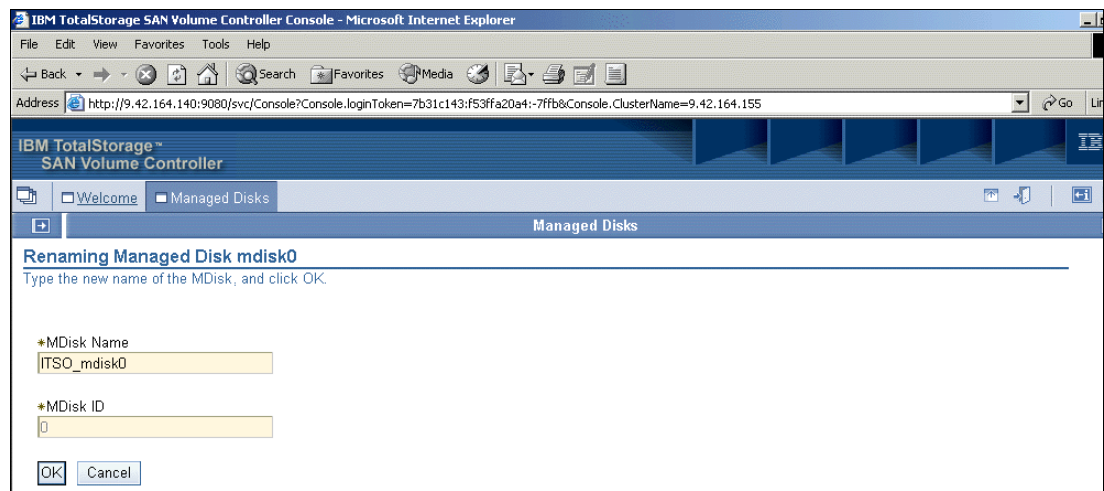 IBM TotalStorage SAN Volume Controller Console - Microsoft Internet Explorer
File Edit View Favorites Tools Help
Back Search Favorites Media
Address http://9.42.164.140:9080/svc/Console?Console.loginToken=7b31c143:f53ffa20a4:-7ffb&Console.ClusterName=9.42.164.155 Go
IBM TotalStorage™
SAN Volume Controller
Welcome Managed Disks
Managed Disks
Renaming Managed Disk mdisk0
Type the new name of the MDisk, and click OK.
*MDisk Name
ITSO_mdisk0
*MDisk ID
0
OK Cancel